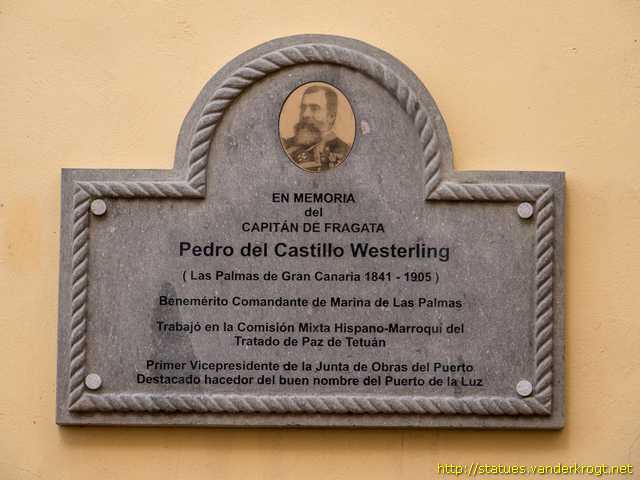 EN MEMORIA
del
CAPITÁN DE FRAGATA
Pedro del Castillo Westerling
( Las Palmas de Gran Canaria 1841 - 1905 )
Benemérito Comandante de Marina de Las Palmas
Trabajó en la Comisión Mixta Hispano-Marroquí del
Tratado de Paz de Tetuán
Primer Vicepresidente de la Junta de Obras del Puerto
Destacado hacedor del buen nombre del Puerto de la Luz
http://statues.vanderkrogt.net